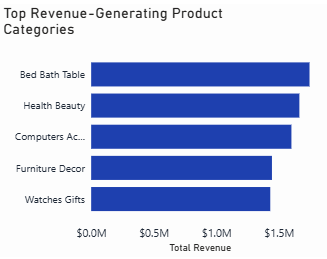 Top Revenue-Generating Product
Categories
Bed Bath Table
Health Beauty
Computers Ac...
Furniture Decor
Watches Gifts
$0.0M $0.5M $1.0M $1.5M
Total Revenue